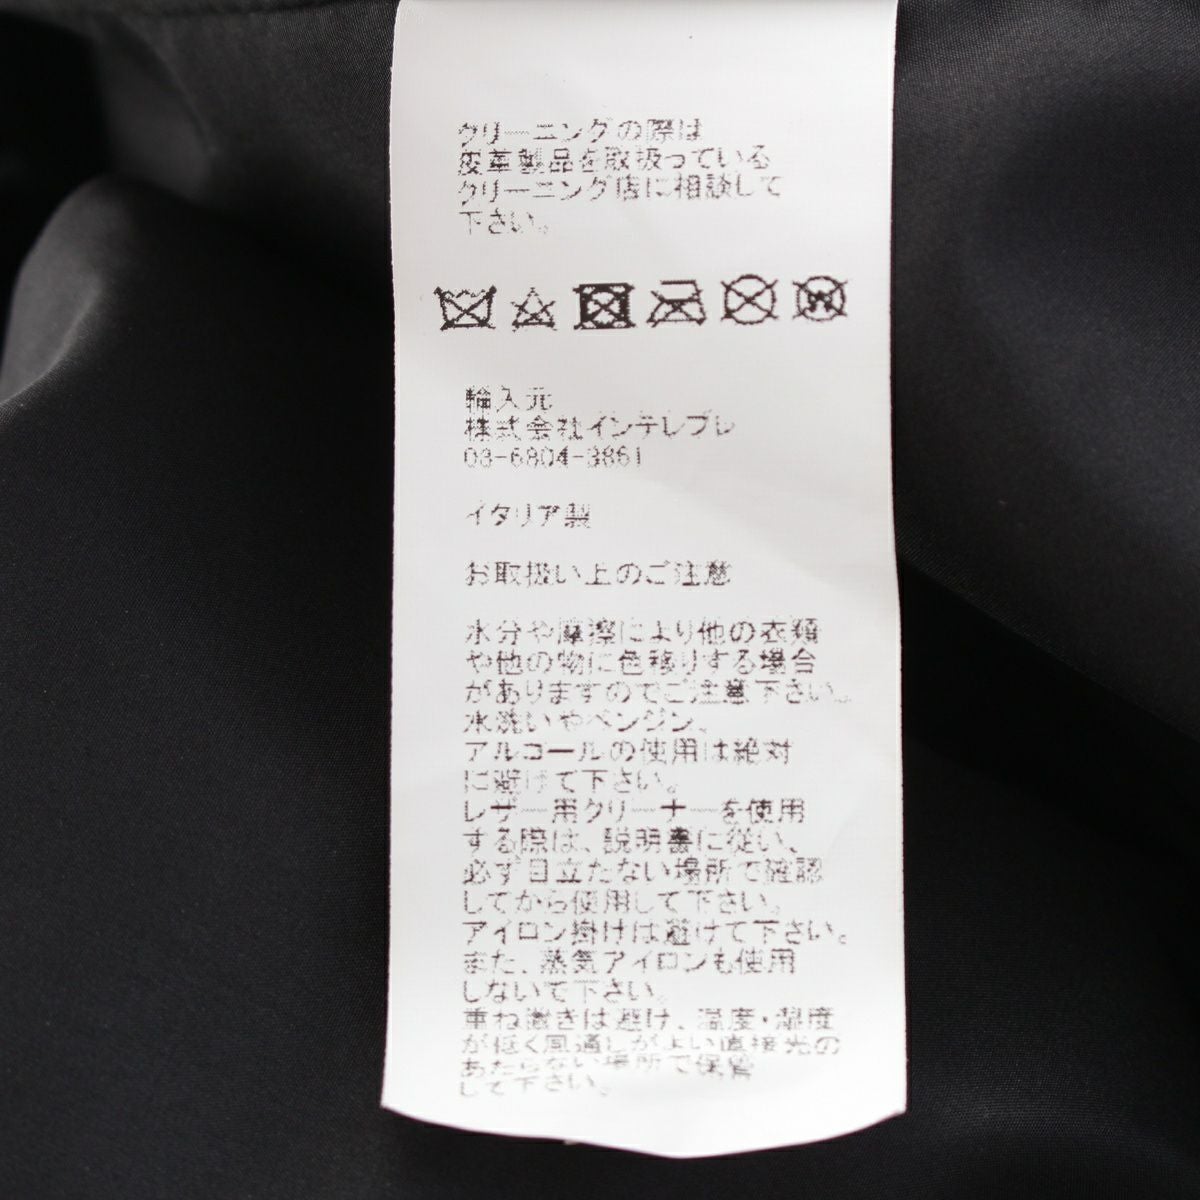 クリーニングの際は
皮革製品を取扱っている
クリーニング店に相談して
下さい。
輸入元
株式会社インテレプレ
03-6804-3861
イタリア製
お取扱い上のご注意
水分や摩擦により他の衣類
や他の物に色移りする場合
がありますのでご注意下さい。
水洗いやベンジン、
アルコールの使用は絶対
に避けて下さい。
レザー用クリーナーを使用
する際は、説明書に従い、
必ず目立たない場所で確認
してから使用して下さい。
アイロン掛けは避けて下さい。
また、蒸気アイロンも使用
しないで下さい。
重ね置きは避け、温度・湿度
が低く風通しがよい直接光の
あたらない場所で保管
して下さい。